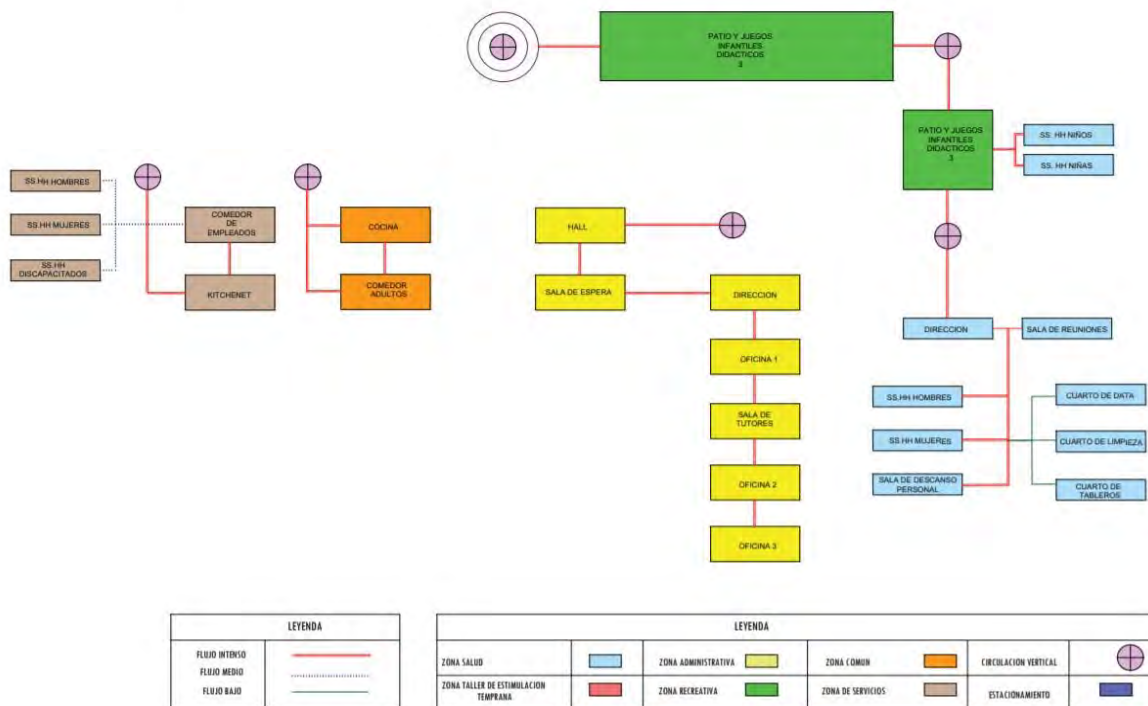 PATIO Y JUEGOS
INFANTILES
DIDACTICOS
3
PATIO Y JUEGOS
INFANTILES
DIDACTICOS
3
SS. HH NIÑOS
SS. HH NIÑAS
SS.HH HOMBRES
SS.HH MUJERES
SS.HH
DISCAPACITADOS
COMEDOR
DE
EMPLEADOS
KITCHENET
COCINA
COMEDOR
ADULTOS
HALL
SALA DE ESPERA
DIRECCION
OFICINA 1
SALA DE
TUTORES
OFICINA 2
OFICINA 3
DIRECCION
SALA DE REUNIONES
SS.HH HOMBRES
SS.HH MUJERES
SALA DE DESCANSO
PERSONAL
CUARTO DE DATA
CUARTO DE LIMPIEZA
CUARTO DE
TABLEROS
LEYENDA
FLUJO INTENSO
FLUJO MEDIO
FLUJO BAJO
LEYENDA
ZONA SALUD
ZONA ADMINISTRATIVA
ZONA COMUN
CIRCULACIÓN VERTICAL
ZONA TALLER DE ESTIMULACION
TEMPRANA
ZONA RECREATIVA
ZONA DE SERVICIOS
ESTACIONAMIENTO